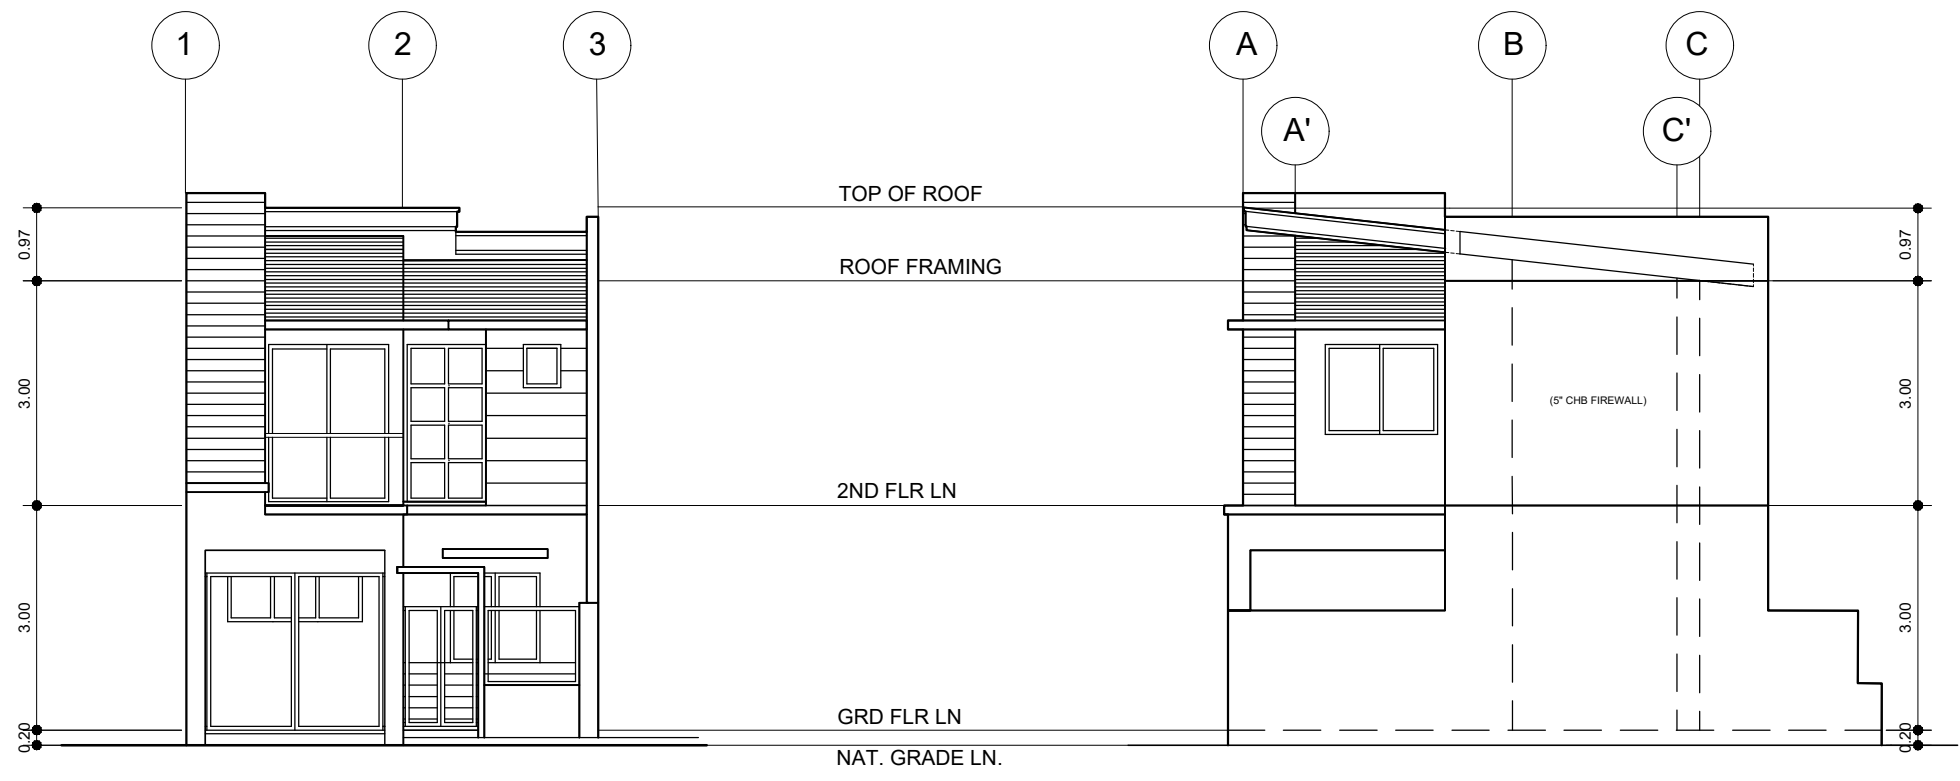 1 2 3 A B C
A' C'
TOP OF ROOF
0.97 0.97
ROOF FRAMING
3.00 3.00
(5" CHB FIREWALL)
2ND FLR LN
3.00 3.00
GRD FLR LN
0.20 0.20
NAT. GRADE LN.